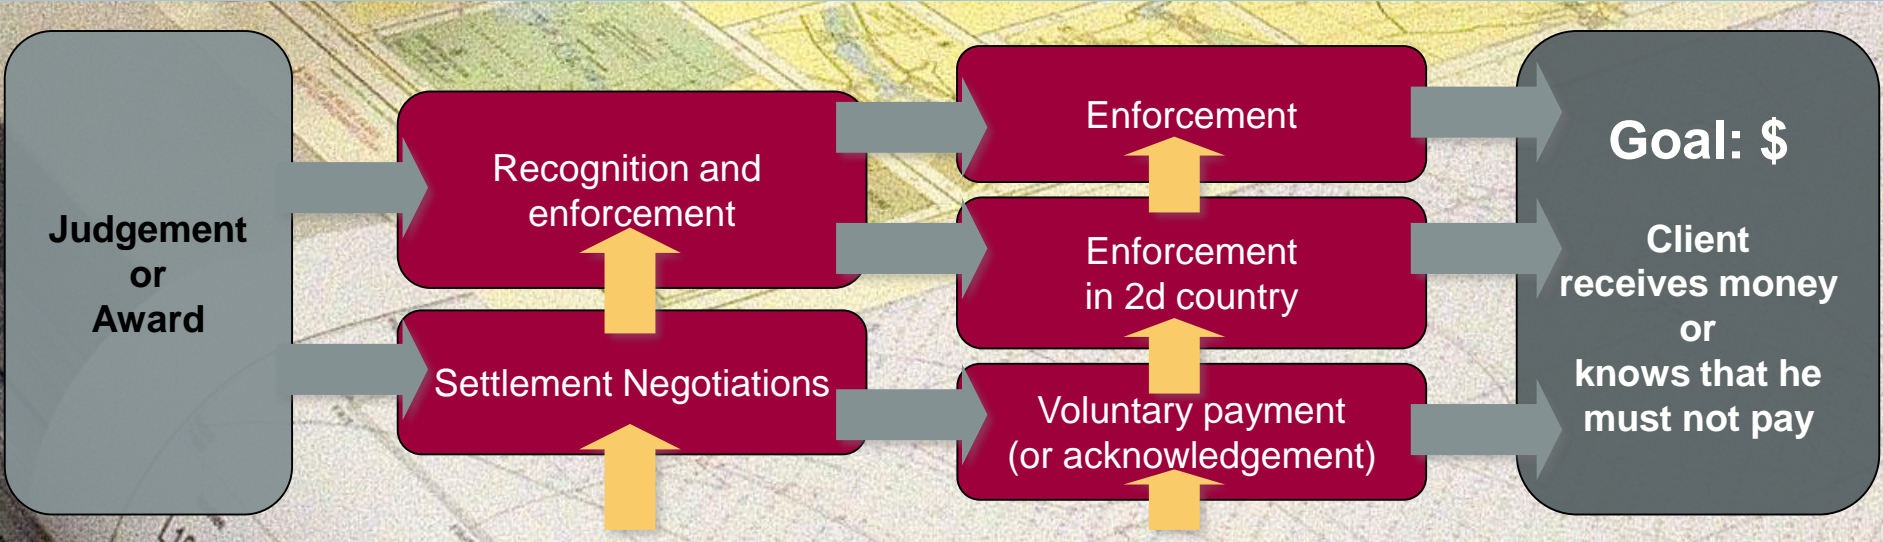 Judgement
or
Award
Recognition and
enforcement
Settlement Negotiations
Enforcement
Enforcement
in 2d country
Voluntary payment
(or acknowledgement)
Goal: $
Client
receives money
or
knows that he
must not pay